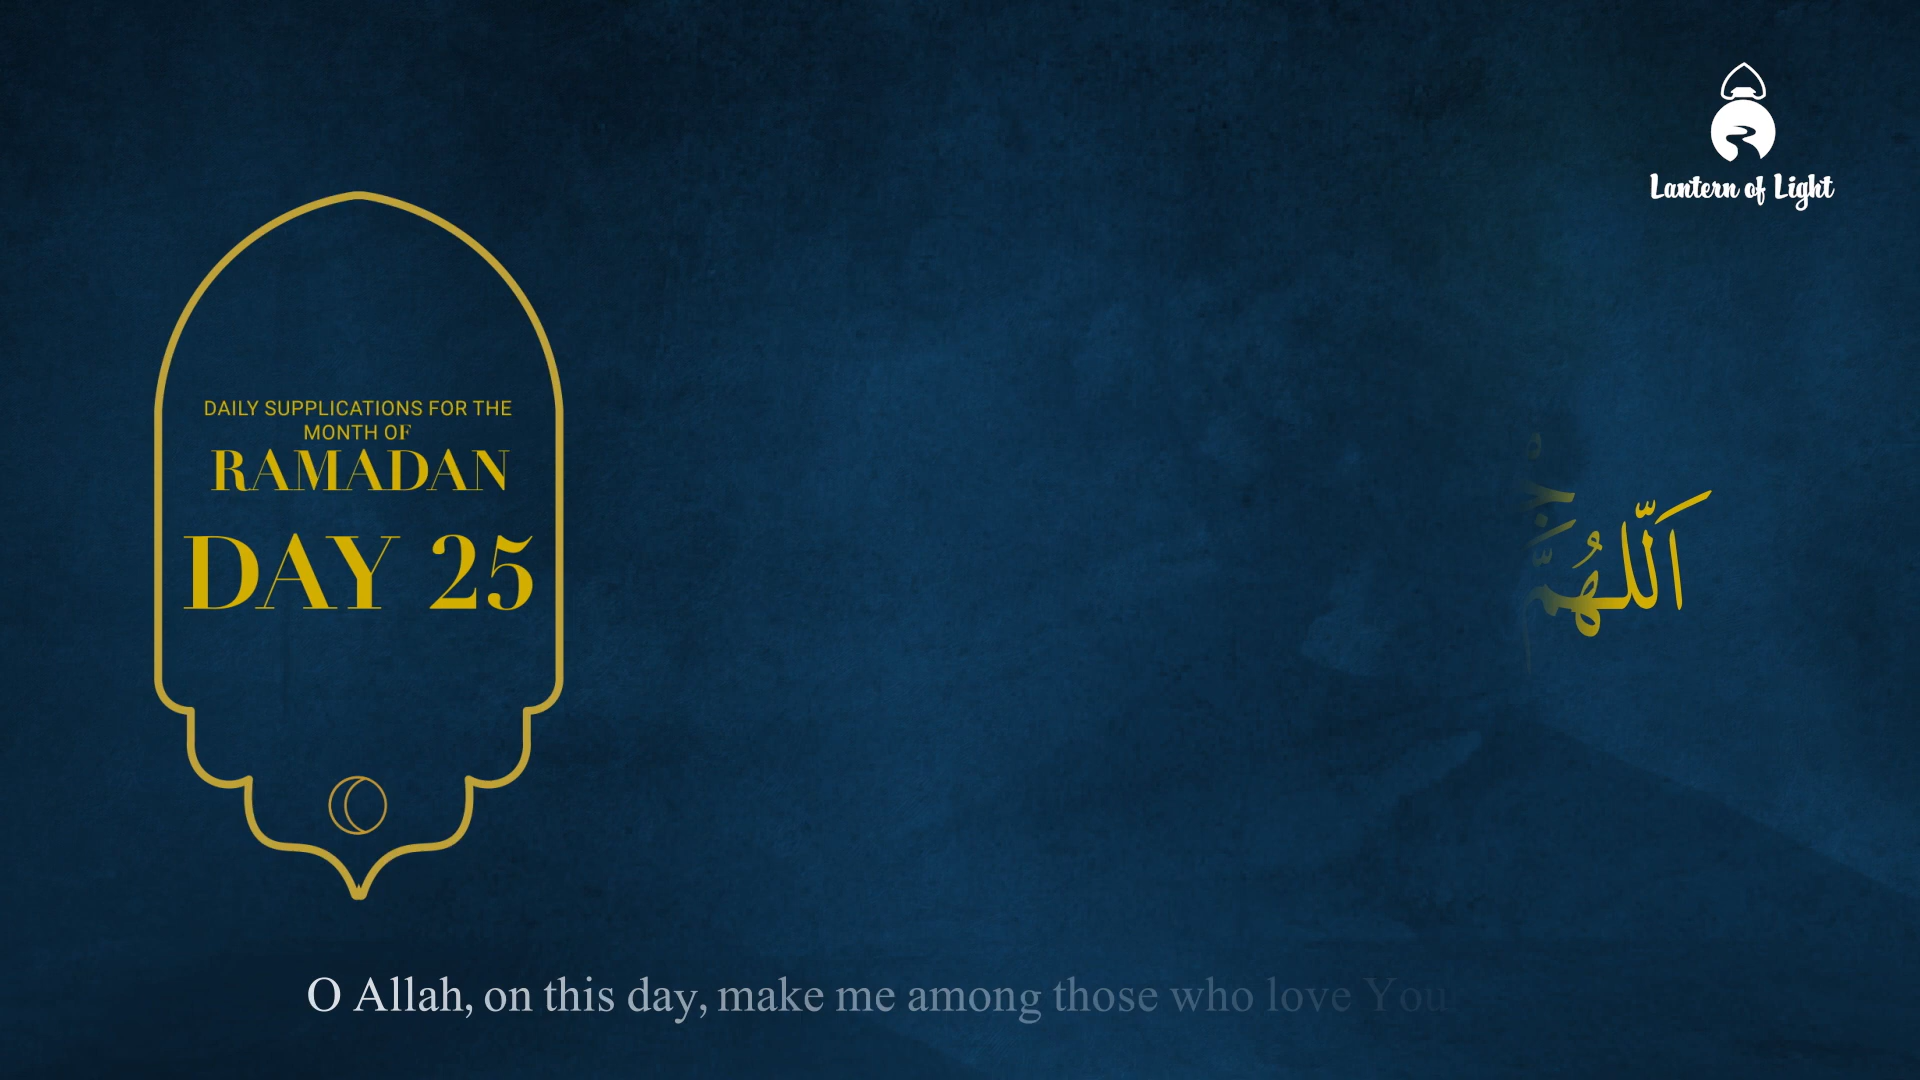 Lantern of Light
DAILY SUPPLICATIONS FOR THE
MONTH OF
RAMADAN
DAY 25
اَللّٰهُمَّ
O Allah, on this day, make me among those who love You